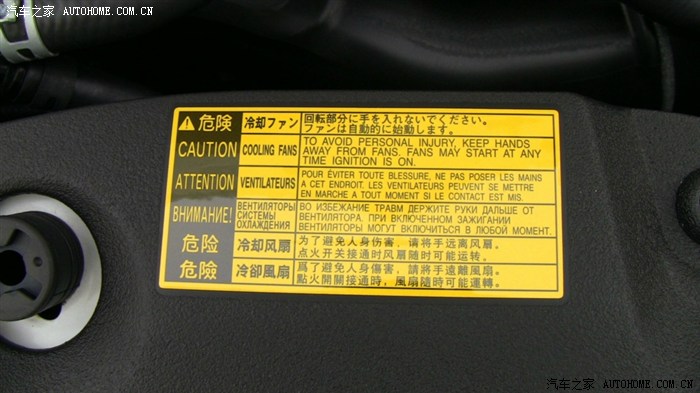 汽车之家 AUTOHOME.COM.CN
危険 冷却ファン 回転部分に手を入れないでください。
ファンは自動的に始動します。
CAUTION COOLING FANS TO AVOID PERSONAL INJURY, KEEP HANDS
AWAY FROM FANS. FANS MAY START AT ANY
TIME IGNITION IS ON.
ATTENTION VENTILATEURS POUR ÉVITER TOUTE BLESSURE, NE PAS POSER LES MAINS
A CET ENDROIT. LES VENTILATEURS PEUVENT SE METTRE
EN MARCHE A TOUT MOMENT SI LE CONTACT EST MIS.
ВНИМАНИЕ! ВЕНТИЛЯТОРЫ СИСТЕМЫ ОХЛАЖДЕНИЯ ВО ИЗБЕЖАНИЕ ТРАВМ ДЕРЖИТЕ РУКИ ДАЛЬШЕ ОТ
ВЕНТИЛЯТОРА. ПРИ ВКЛЮЧЕННОМ ЗАЖИГАНИИ
ВЕНТИЛЯТОРЫ МОГУТ ВКЛЮЧИТЬСЯ В ЛЮБОЙ МОМЕНТ.
危险 冷却风扇 为了避免人身伤害，请将手远离风扇。
点火开关接通时风扇随时可能运转。
危險 冷卻風扇 爲了避免人身傷害，請將手遠離風扇。
點火開關接通時，風扇隨時可能運轉。
汽车之家 AUTOHOME.COM.CN